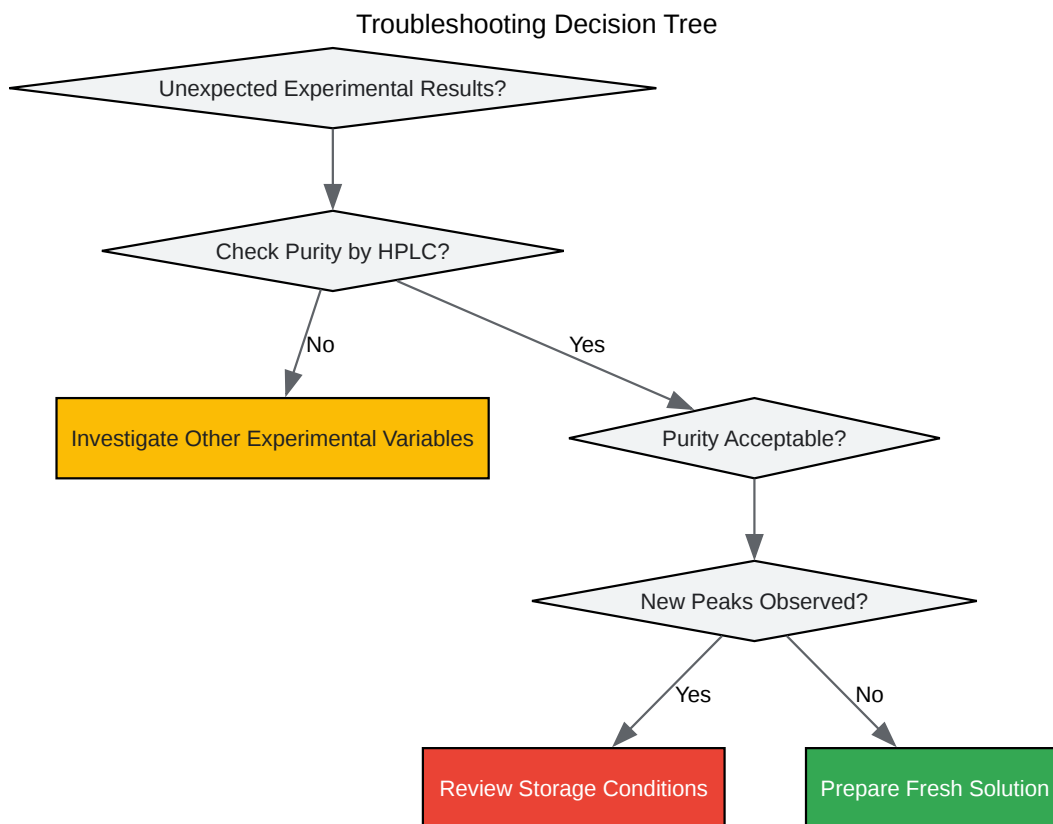 Troubleshooting Decision Tree
Unexpected Experimental Results?
Check Purity by HPLC?
No
Yes
Investigate Other Experimental Variables
Purity Acceptable?
New Peaks Observed?
Yes
No
Review Storage Conditions
Prepare Fresh Solution